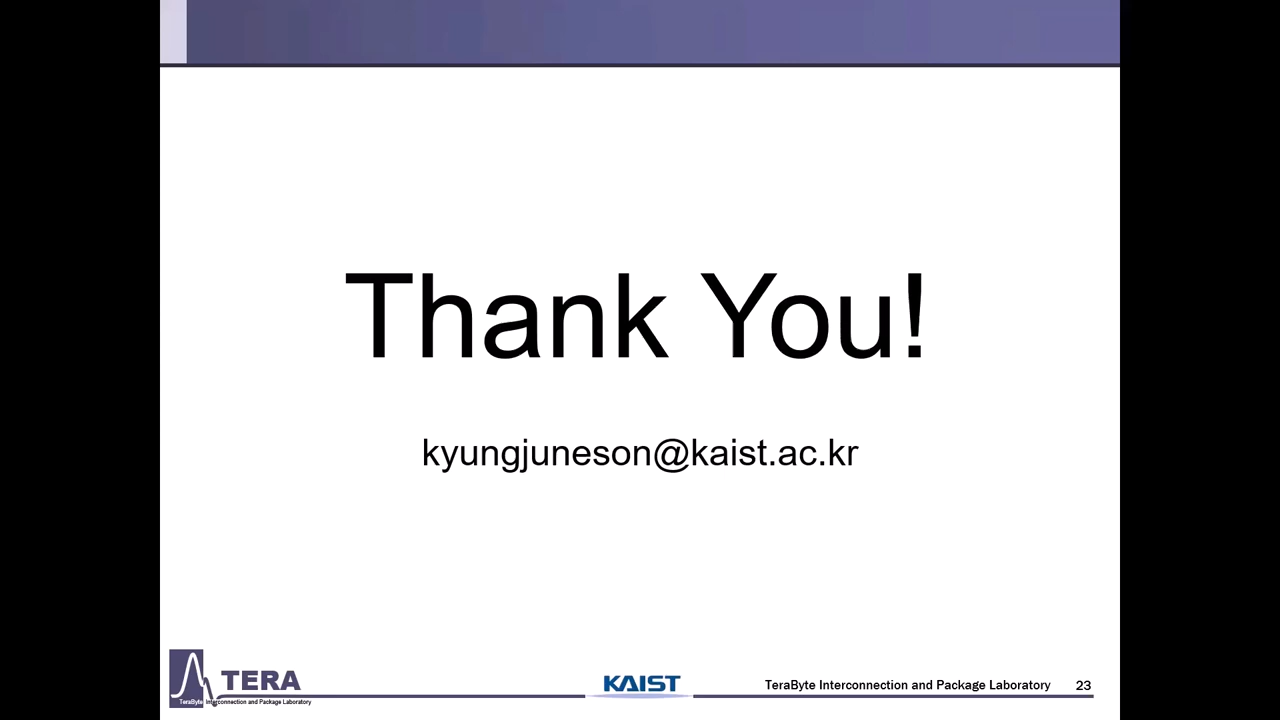 Thank You!
kyungjuneson@kaist.ac.kr
TERA
TeraByte Interconnection and Package Laboratory
KAIST
TeraByte Interconnection and Package Laboratory 23